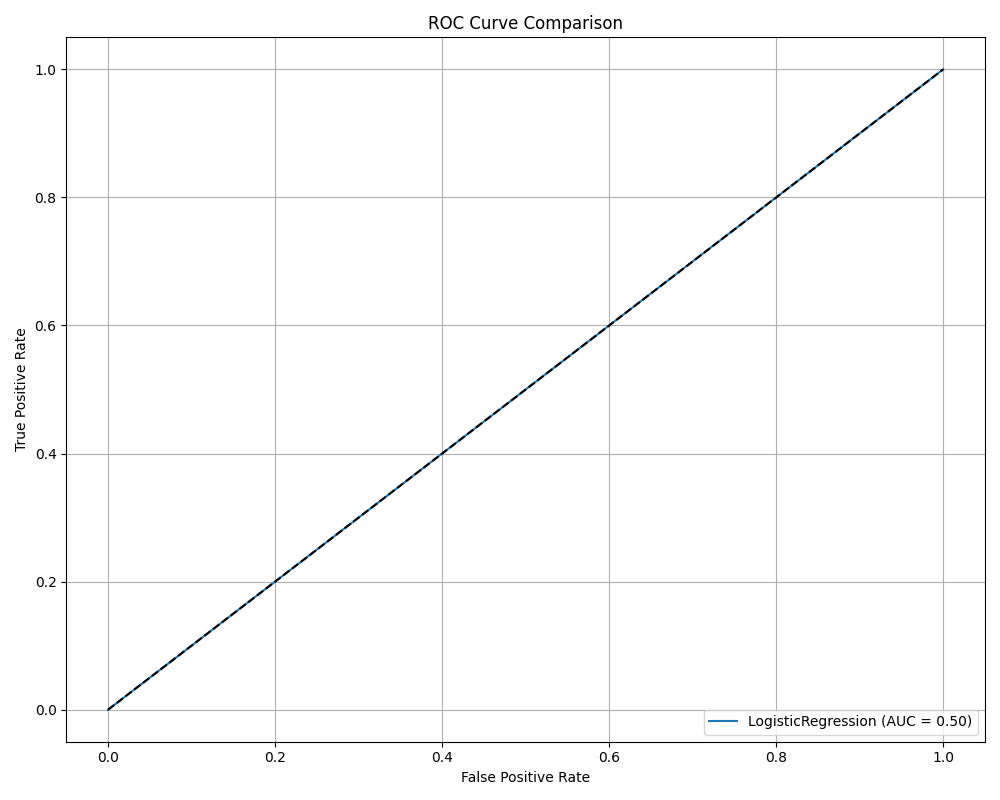 ROC Curve Comparison
True Positive Rate
1.0
0.8
0.6
0.4
0.2
0.0
LogisticRegression (AUC = 0.50)
0.0 0.2 0.4 0.6 0.8 1.0
False Positive Rate